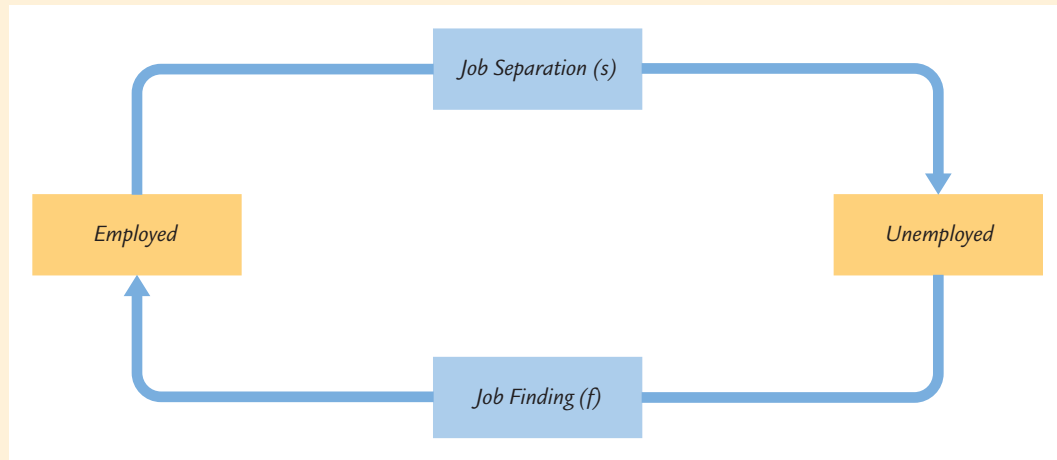 Job Separation (s)
Employed
Unemployed
Job Finding (f)